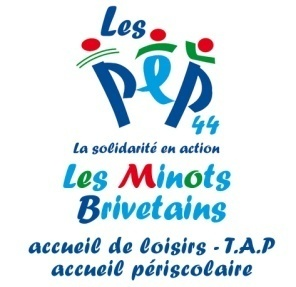 Les
pep
44
La solidarité en action
Les Minots
Brivetains
accueil de loisirs - T.A.P
accueil périscolaire